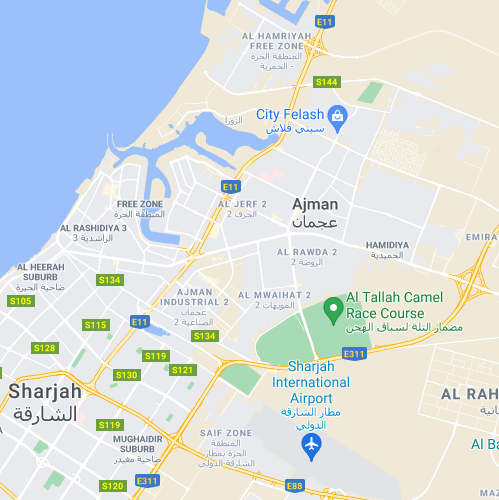 E11
AL HAMRIYAH
FREE ZONE
المنطقة الحرة
- الحمرية
S144
City Felash
سيتي فلاش
الزورا
E11
FREE ZONE
المنطقة الحرة
AL JERF 2
الجرف 2
Ajman
عجمان
AL RASHIDIYA 3
الراشدية 3
EMIRA
HAMIDIYA
الحميدية
AL RAWDA 2
الروضة 2
AL HEERAH
SUBURB
ضاحية الحيرة
S105
S134
AJMAN
INDUSTRIAL 2
عجمان
الصناعية 2
AL MWAIHAT 2
المويهات 2
Al Tallah Camel
Race Course
مضمار التلة لسباق الهجن
E311
S115
E11
S134
S128
S119
S130
S121
E311
Sharjah
الشارقة
Sharjah
International
Airport
مطار الشارقة
الدولي
AL RAH
S119
MUGHAIDIR
SUBURB
ضاحية مغيدر
SAIF ZONE
المنطقة
الحرة بمطار
الشارقة الدولي
Al Ba
S120
E311
E88
MAZ